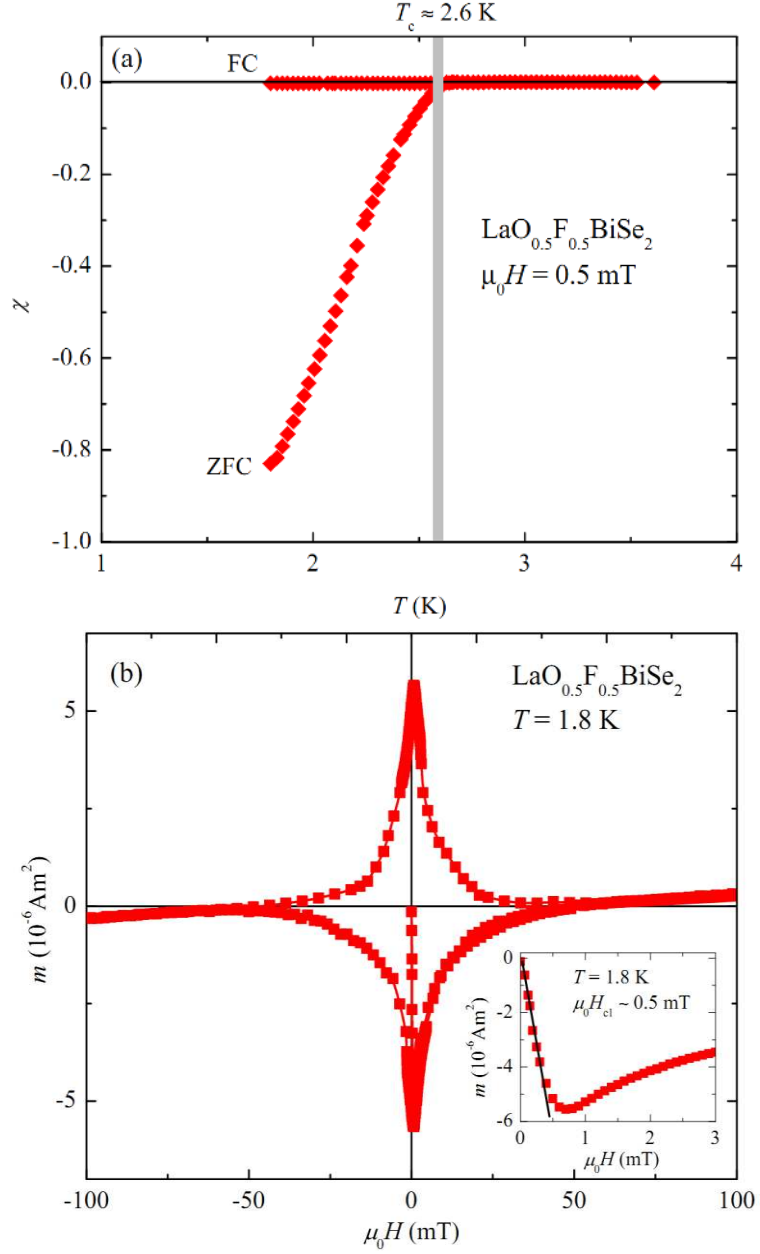 T_c ≈ 2.6 K
(a)
FC
0.0
-0.2
-0.4
-0.6
-0.8
-1.0
χ
LaO_0.5F_0.5BiSe_2
μ_0H = 0.5 mT
ZFC
1 2 3 4
T (K)
(b)
LaO_0.5F_0.5BiSe_2
T = 1.8 K
5
0
-5
m (10^-6 Am^2)
T = 1.8 K
μ_0H_c1 ~ 0.5 mT
0
-2
-4
-6
m (10^-6 Am^2)
0 1 2 3
μ_0H (mT)
-100 -50 0 50 100
μ_0H (mT)